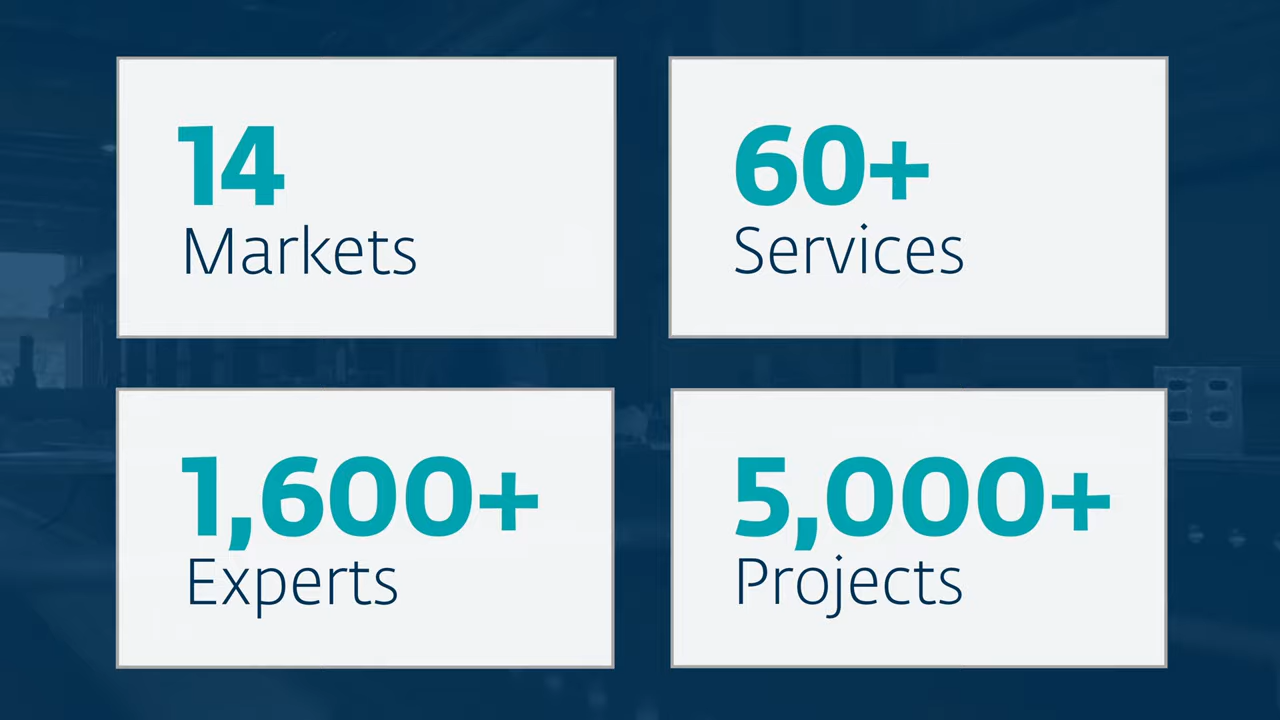 14
Markets
60+
Services
1,600+
Experts
5,000+
Projects